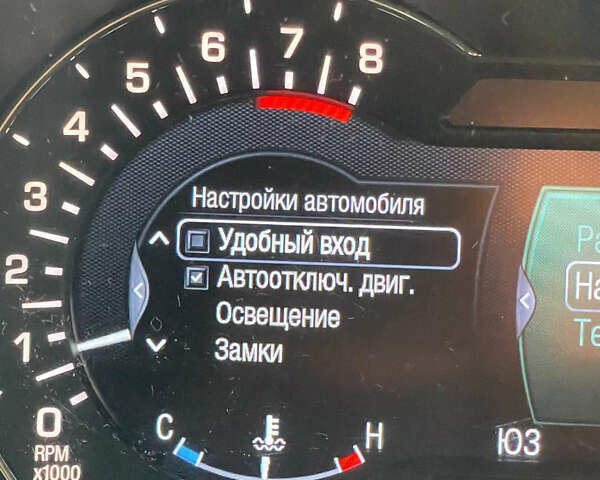 8
7
6
5
4
3
2
1
0
RPM
x1000
Настройки автомобиля
Удобный вход
Автоотключ. двиг.
Освещение
Замки
C
H
ЮЗ